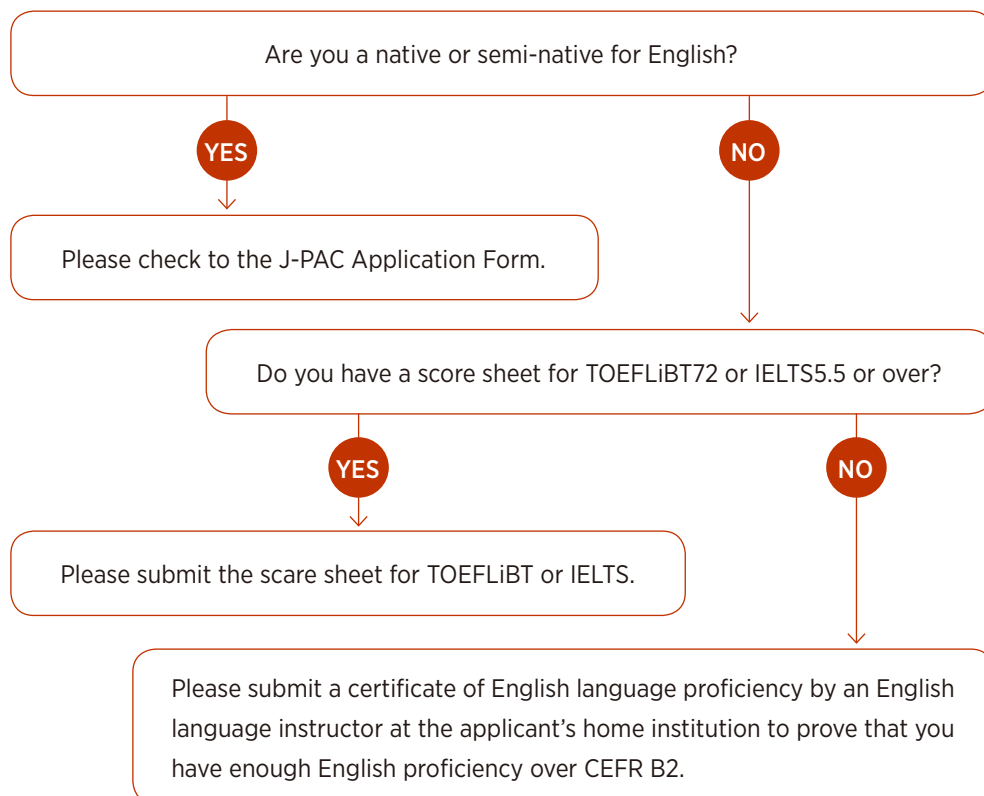 Are you a native or semi-native for English?
YES
NO
Please check to the J-PAC Application Form.
Do you have a score sheet for TOEFLiBT72 or IELTS5.5 or over?
YES
NO
Please submit the scare sheet for TOEFLiBT or IELTS.
Please submit a certificate of English language proficiency by an English
language instructor at the applicant’s home institution to prove that you
have enough English proficiency over CEFR B2.